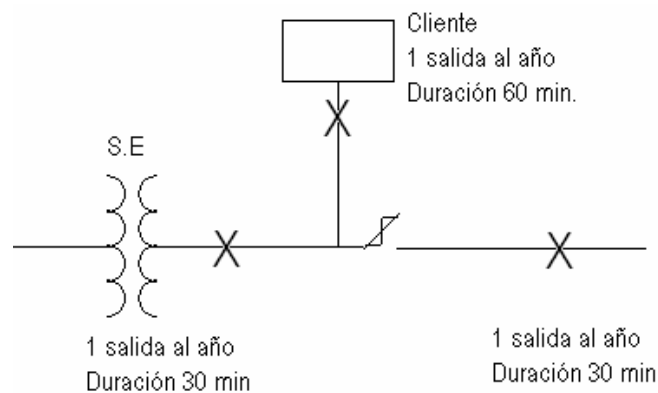 Cliente
1 salida al año
Duración 60 min.
S.E
1 salida al año
Duración 30 min
1 salida al año
Duración 30 min